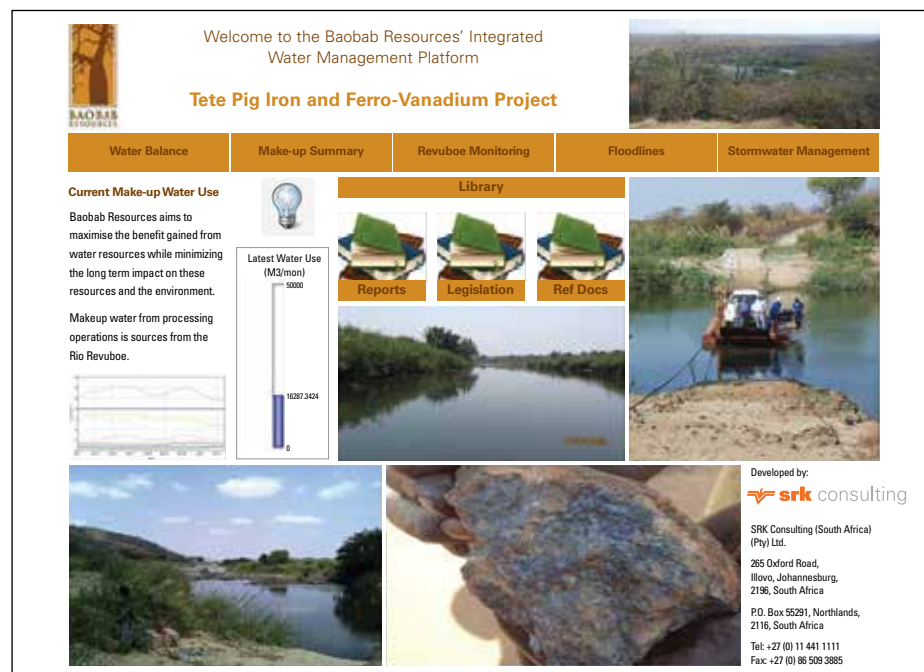 BAOBAB
RESOURCES
Welcome to the Baobab Resources' Integrated
Water Management Platform
Tete Pig Iron and Ferro-Vanadium Project
Water Balance
Make-up Summary
Revuboe Monitoring
Floodlines
Stormwater Management
Current Make-up Water Use
Baobab Resources aims to
maximise the benefit gained from
water resources while minimizing
the long term impact on these
resources and the environment.
Makeup water from processing
operations is sources from the
Rio Revuboe.
Latest Water Use
(M3/mon)
50000
16287.3424
0
Library
Reports
Legislation
Ref Docs
Developed by:
srk consulting
SRK Consulting (South Africa)
(Pty) Ltd.
265 Oxford Road,
Illovo, Johannesburg,
2196, South Africa
P.O. Box 55291, Northlands,
2116, South Africa
Tel: +27 (0) 11 441 1111
Fax: +27 (0) 86 509 3885